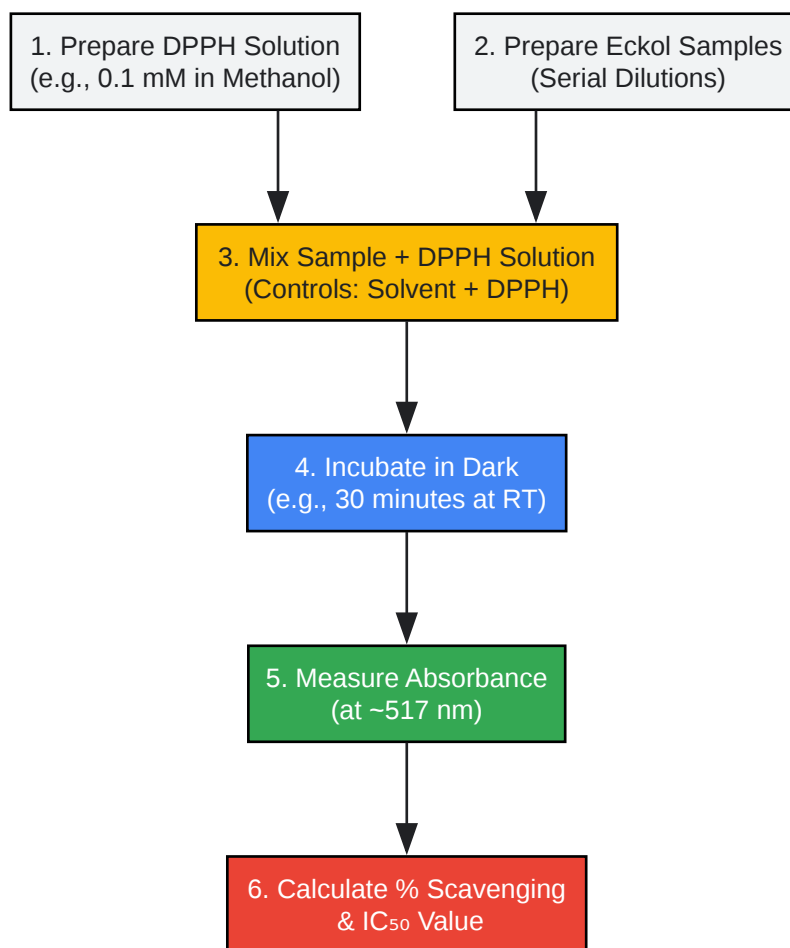 1. Prepare DPPH Solution
(e.g., 0.1 mM in Methanol)
2. Prepare Eckol Samples
(Serial Dilutions)
3. Mix Sample + DPPH Solution
(Controls: Solvent + DPPH)
4. Incubate in Dark
(e.g., 30 minutes at RT)
5. Measure Absorbance
(at ~517 nm)
6. Calculate % Scavenging
& IC₅₀ Value